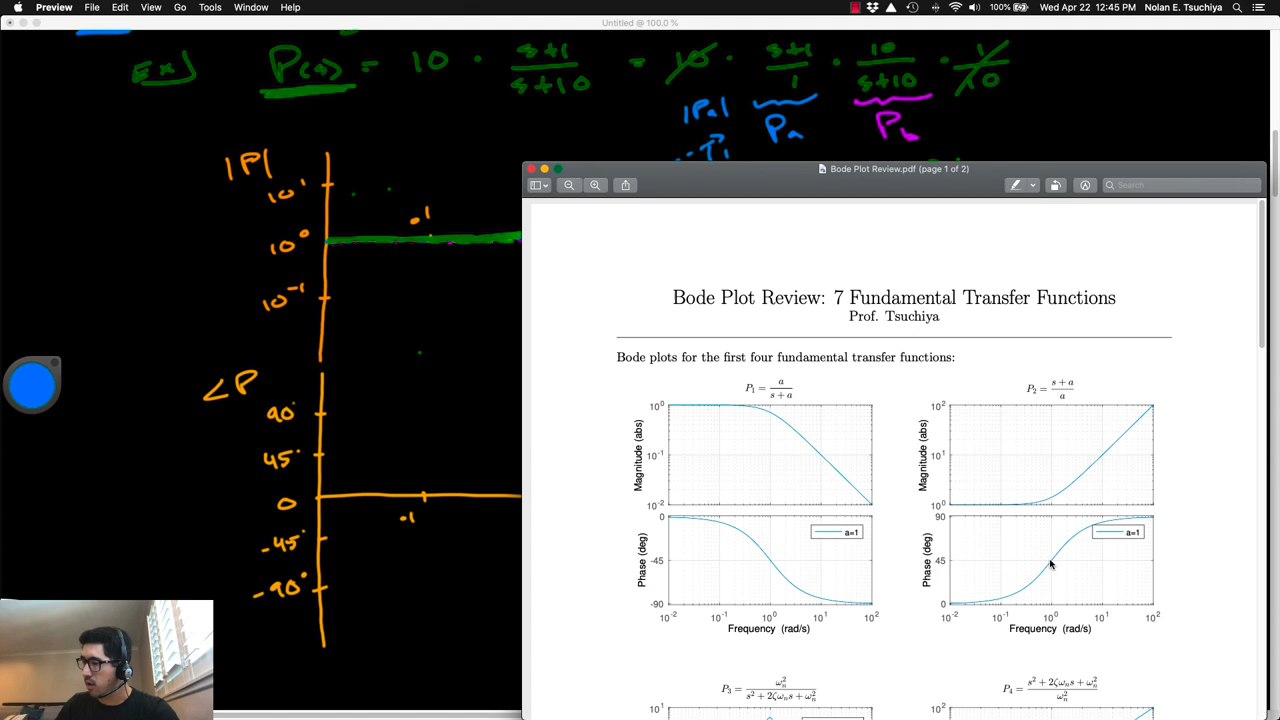 Preview File Edit View Go Tools Window Help 100% Wed Apr 22 12:45 PM Nolan E. Tsuchiya
Untitled @ 100.0 %
Ex) P(s) = 10 · s+1/s+10 = 10 · s+1/1 · 10/s+10 · 1/10
|Pa| Pa Pb
|P|
10¹
.1
10⁰
10⁻¹
<P
90°
45°
0
.1
-45°
-90°
Bode Plot Review.pdf (page 1 of 2)
Search
Bode Plot Review: 7 Fundamental Transfer Functions
Prof. Tsuchiya
Bode plots for the first four fundamental transfer functions:
P₁ = a/(s + a)
Magnitude (abs)
10⁰
10⁻¹
10⁻²
Phase (deg)
0
-45
-90
a=1
10⁻² 10⁻¹ 10⁰ 10¹ 10²
Frequency (rad/s)
P₂ = (s + a)/a
Magnitude (abs)
10²
10¹
10⁰
Phase (deg)
90
45
0
a=1
10⁻² 10⁻¹ 10⁰ 10¹ 10²
Frequency (rad/s)
P₃ = ωₙ²/(s² + 2ζωₙs + ωₙ²)
10¹
P₄ = (s² + 2ζωₙs + ωₙ²)/ωₙ²
10²